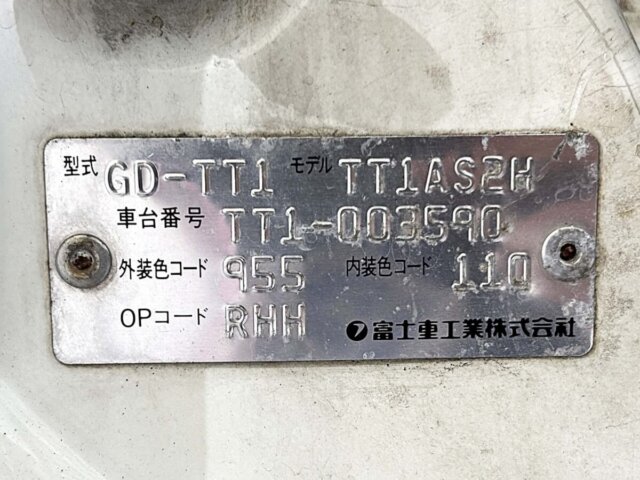 型式 GD-TT1 モデル TT1AS2H
車台番号 TT1-003590
外装色コード 955 内装色コード 110
OPコード RHH 富士重工業株式会社